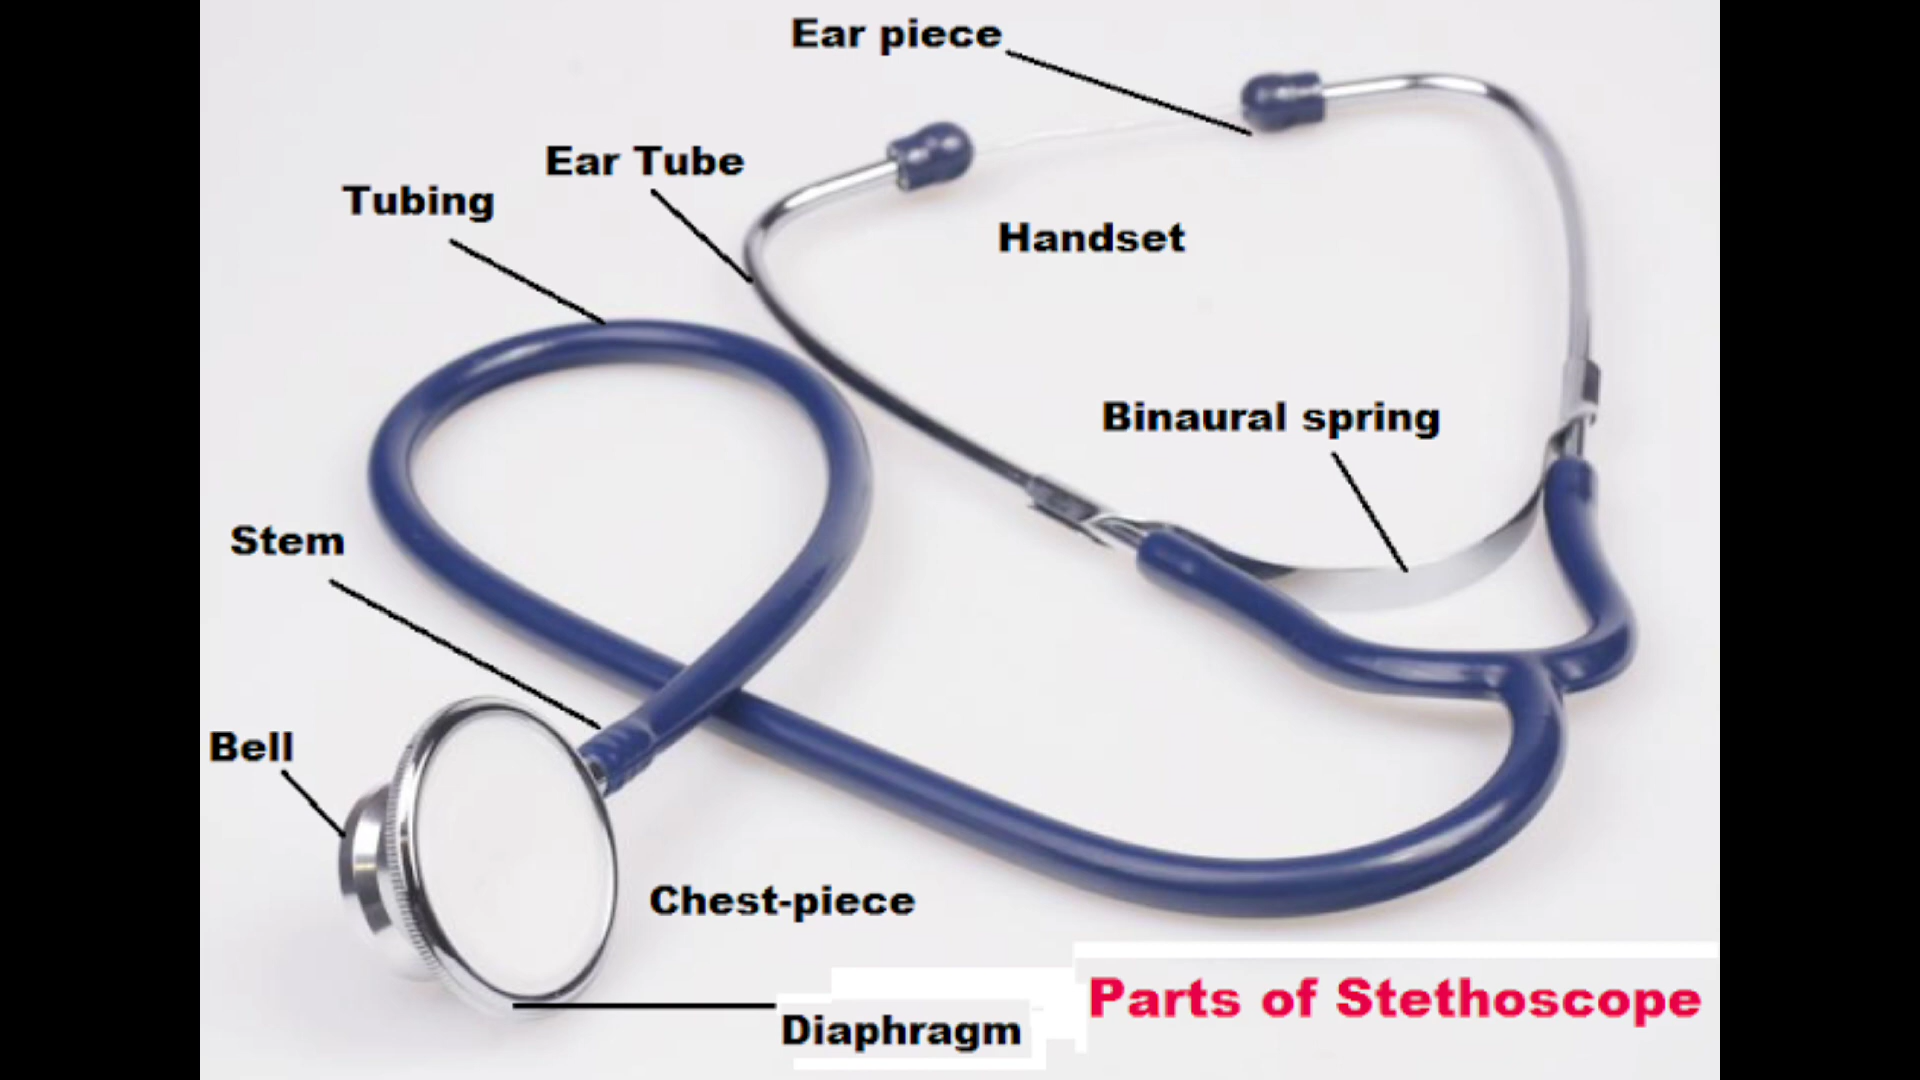 Ear piece
Ear Tube
Tubing
Handset
Binaural spring
Stem
Bell
Chest-piece
Parts of Stethoscope
Diaphragm